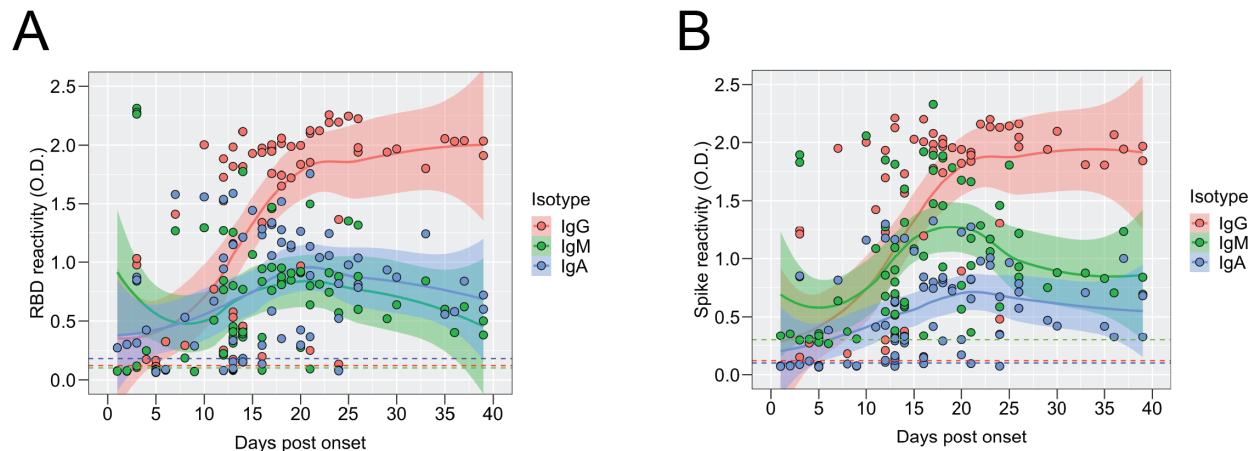 A
B
RBD reactivity (O.D.)
2.5
2.0
1.5
1.0
0.5
0.0
0 5 10 15 20 25 30 35 40
Days post onset
Isotype
IgG
IgM
IgA
Spike reactivity (O.D.)
2.5
2.0
1.5
1.0
0.5
0.0
0 5 10 15 20 25 30 35 40
Days post onset
Isotype
IgG
IgM
IgA